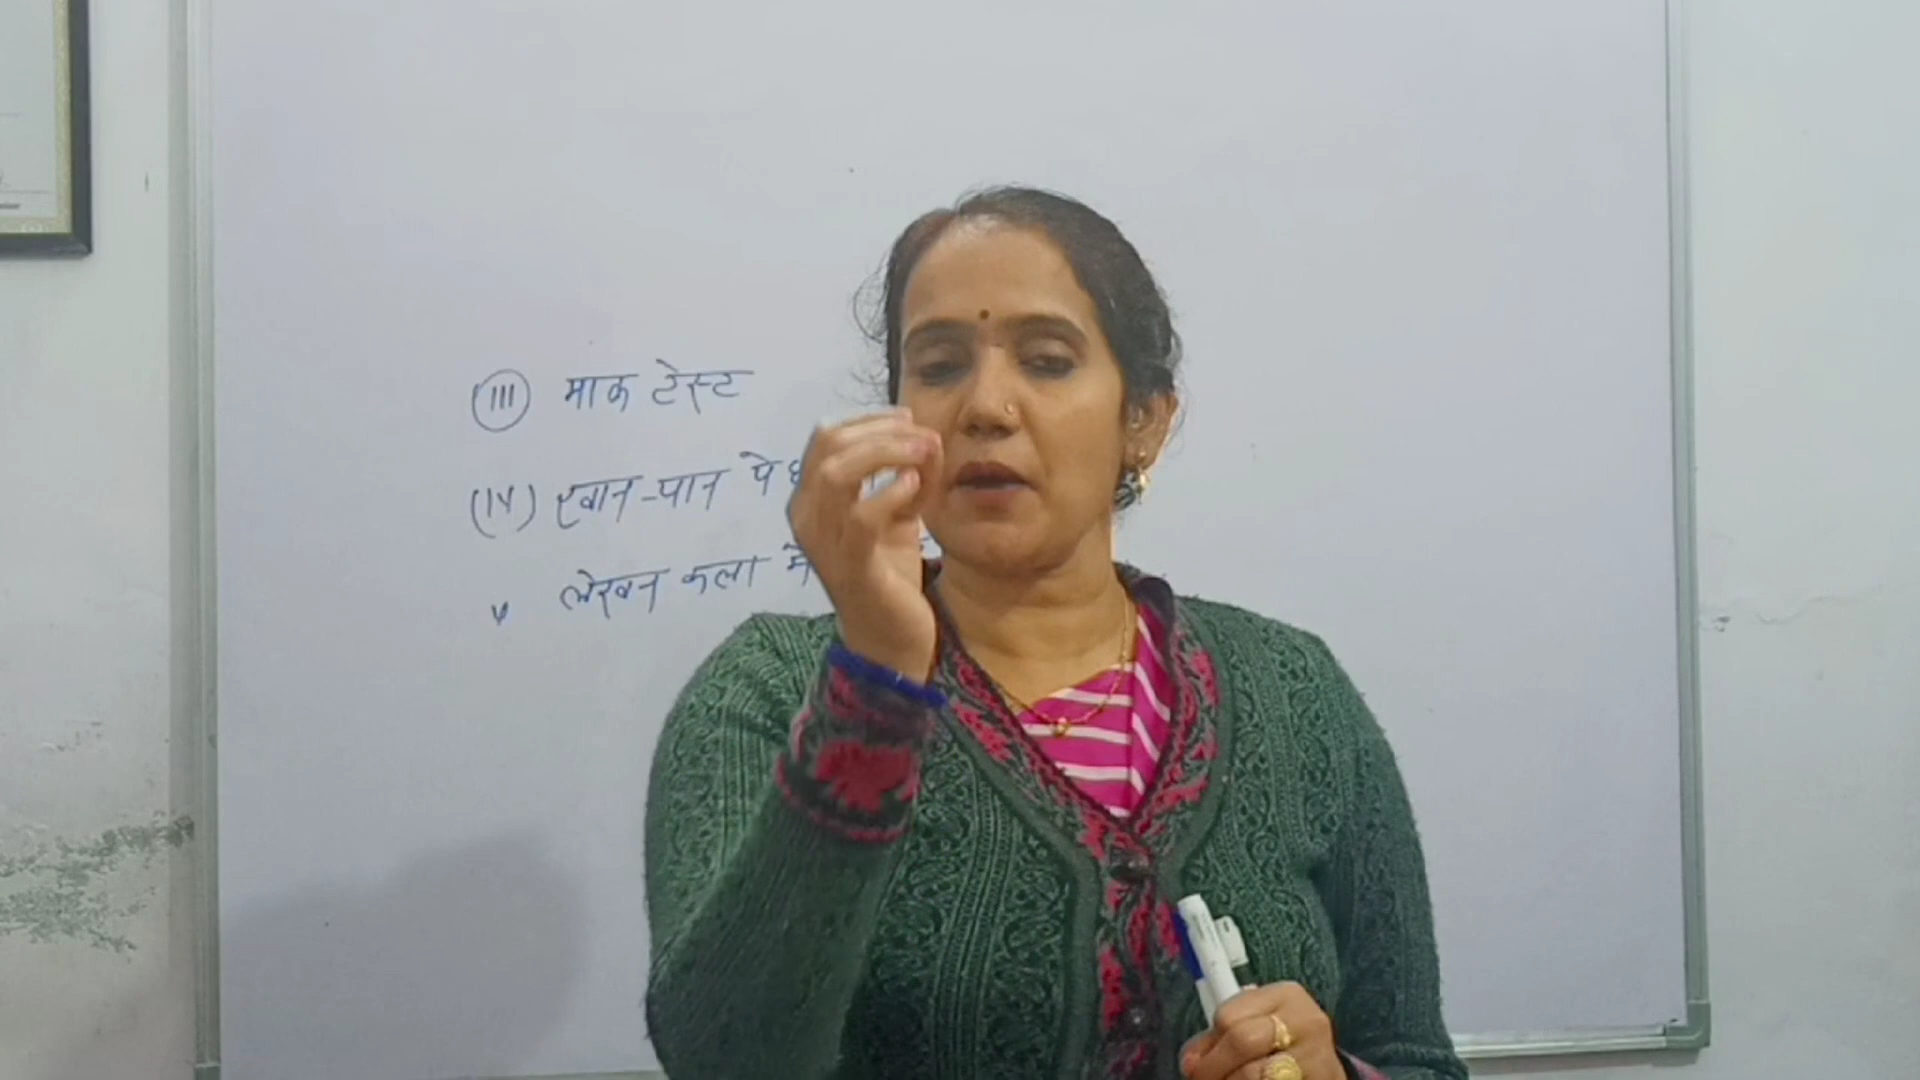 (III) माक टेस्ट
(IV) खान-पान पे
V लेखन कला में